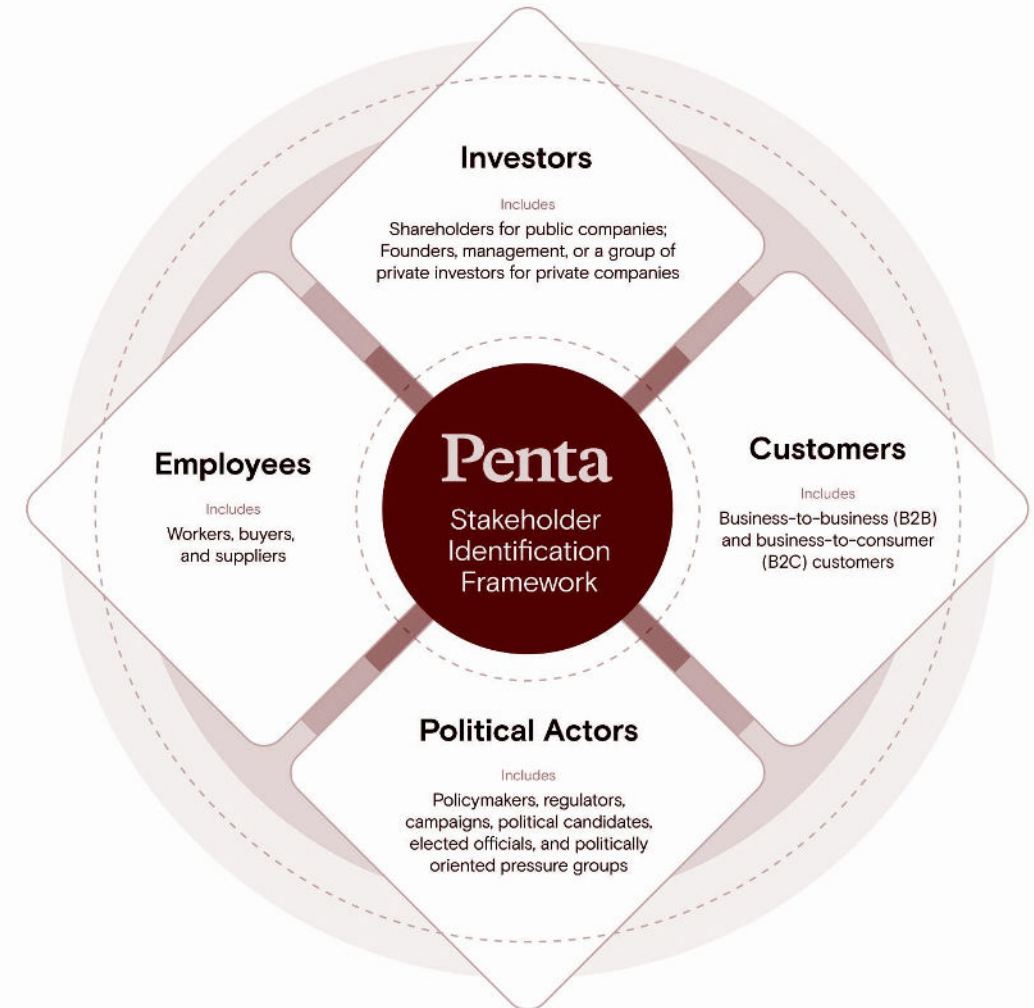 Investors
Includes
Shareholders for public companies;
Founders, management, or a group of
private investors for private companies
Employees
Includes
Workers, buyers,
and suppliers
Penta
Stakeholder
Identification
Framework
Customers
Includes
Business-to-business (B2B)
and business-to-consumer
(B2C) customers
Political Actors
Includes
Policymakers, regulators,
campaigns, political candidates,
elected officials, and politically
oriented pressure groups